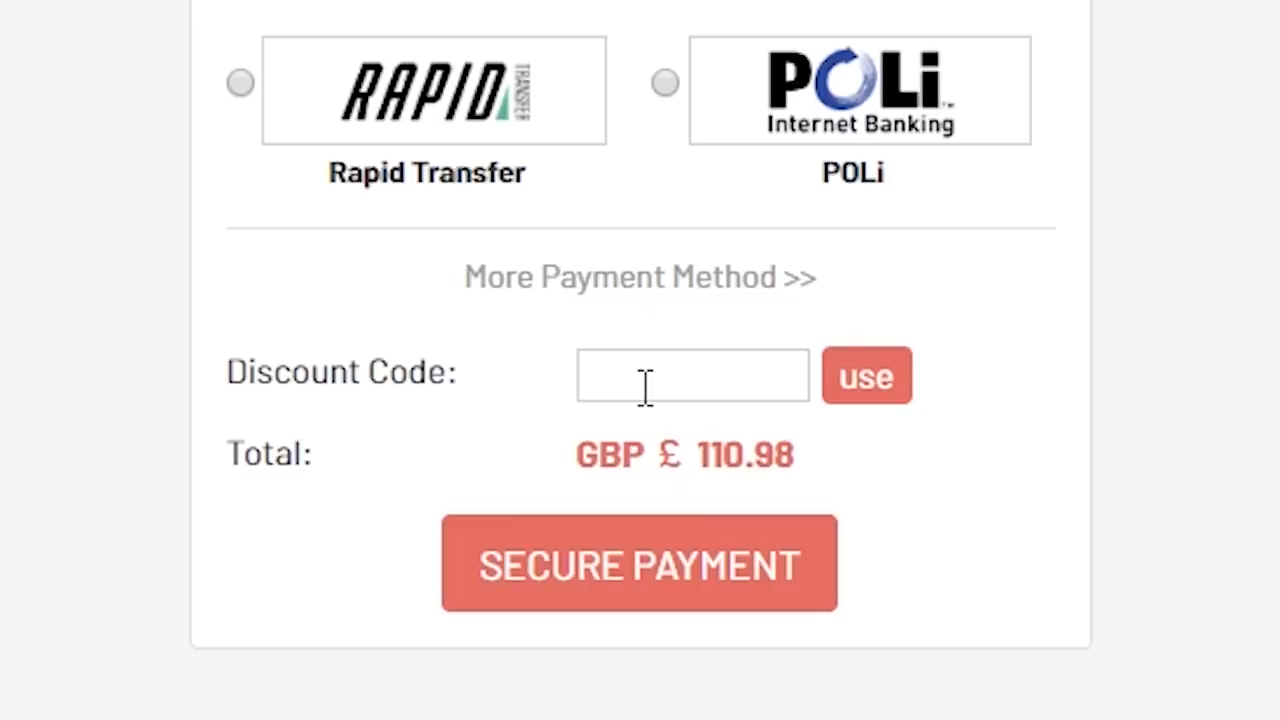 RAPID TRANSFER
POLi™
Internet Banking
Rapid Transfer
POLi
More Payment Method >>
Discount Code:
use
Total:
GBP £ 110.98
SECURE PAYMENT